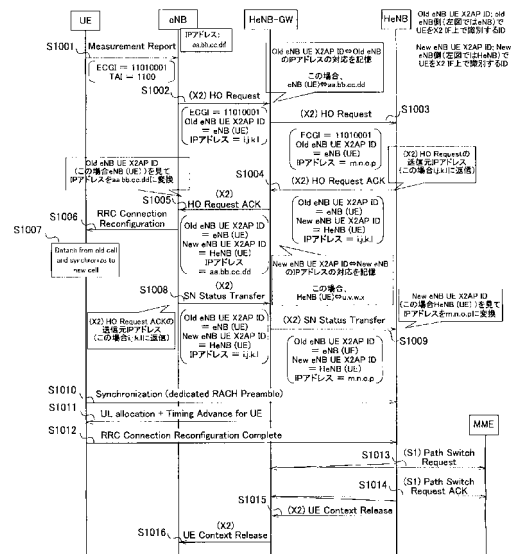 UE
eNB
HeNB-GW
HeNB
Old eNB UE X2AP ID; old
eNB側(左図ではeNB)で
UEをX2 IF上で識別するID
New eNB UE X2AP ID; New
eNB側(左図ではHeNB)で
UEをX2 IF上で識別するID
IPアドレス:
aa.bb.cc.dd
S1001
Measurement Report
ECGI = 11010001
TAI = 1100
Old eNB UE X2AP ID⇔Old eNB
のIPアドレスの対応を記憶
この場合、
eNB(UE)⇔aa.bb.cc.dd
S1002
(X2) HO Request
ECGI = 11010001
Old eNB UE X2AP ID
= eNB (UE)
IPアドレス = i.j.k.l
S1003
(X2) HO Request
ECGI = 11010001
Old eNB UE X2AP ID
= eNB (UE)
IPアドレス = m.n.o.p
(X2) HO Requestの
送信元IPアドレス
(この場合i.j.k.lに返信)
S1004
(X2) HO Request ACK
Old eNB UE X2AP ID
= eNB (UE)
New eNB UE X2AP ID
= HeNB (UE)
IPアドレス = i.j.k.l
Old eNB UE X2AP ID
(この場合eNB(UE))を見て
IPアドレスをaa.bb.cc.ddに変換
S1005
(X2)
HO Request ACK
Old eNB UE X2AP ID
= eNB (UE)
New eNB UE X2AP ID
= HeNB (UE)
IPアドレス
= aa.bb.cc.dd
S1006
RRC Connection
Reconfiguration
S1007
Detach from old cell
and synchronize to
new cell
New eNB UE X2AP ID⇔New eNB
のIPアドレスの対応を記憶
この場合、
HeNB(UE)⇔u.v.w.x
S1008
(X2)
SN Status Transfer
(X2) HO Request ACKの
送信元IPアドレス
(この場合i.j.k.lに返信)
Old eNB UE X2AP ID
= eNB (UE)
New eNB UE X2AP ID
= HeNB (UE)
IPアドレス = i.j.k.l
New eNB UE X2AP ID
(この場合HeNB(UE))を見て
IPアドレスをm.n.o.pに変換
(X2) SN Status Transfer
S1009
Old eNB UE X2AP ID
= eNB (UE)
New eNB UE X2AP ID
= HeNB (UE)
IPアドレス = m.n.o.p
S1010
Synchronization (dedicated RACH Preamble)
S1011
UL allocation + Timing Advance for UE
S1012
RRC Connection Reconfiguration Complete
MME
S1013
(S1) Path Switch
Request
S1014
(S1) Path Switch
Request ACK
S1015
(X2) UE Context Release
S1016
(X2)
UE Context Release